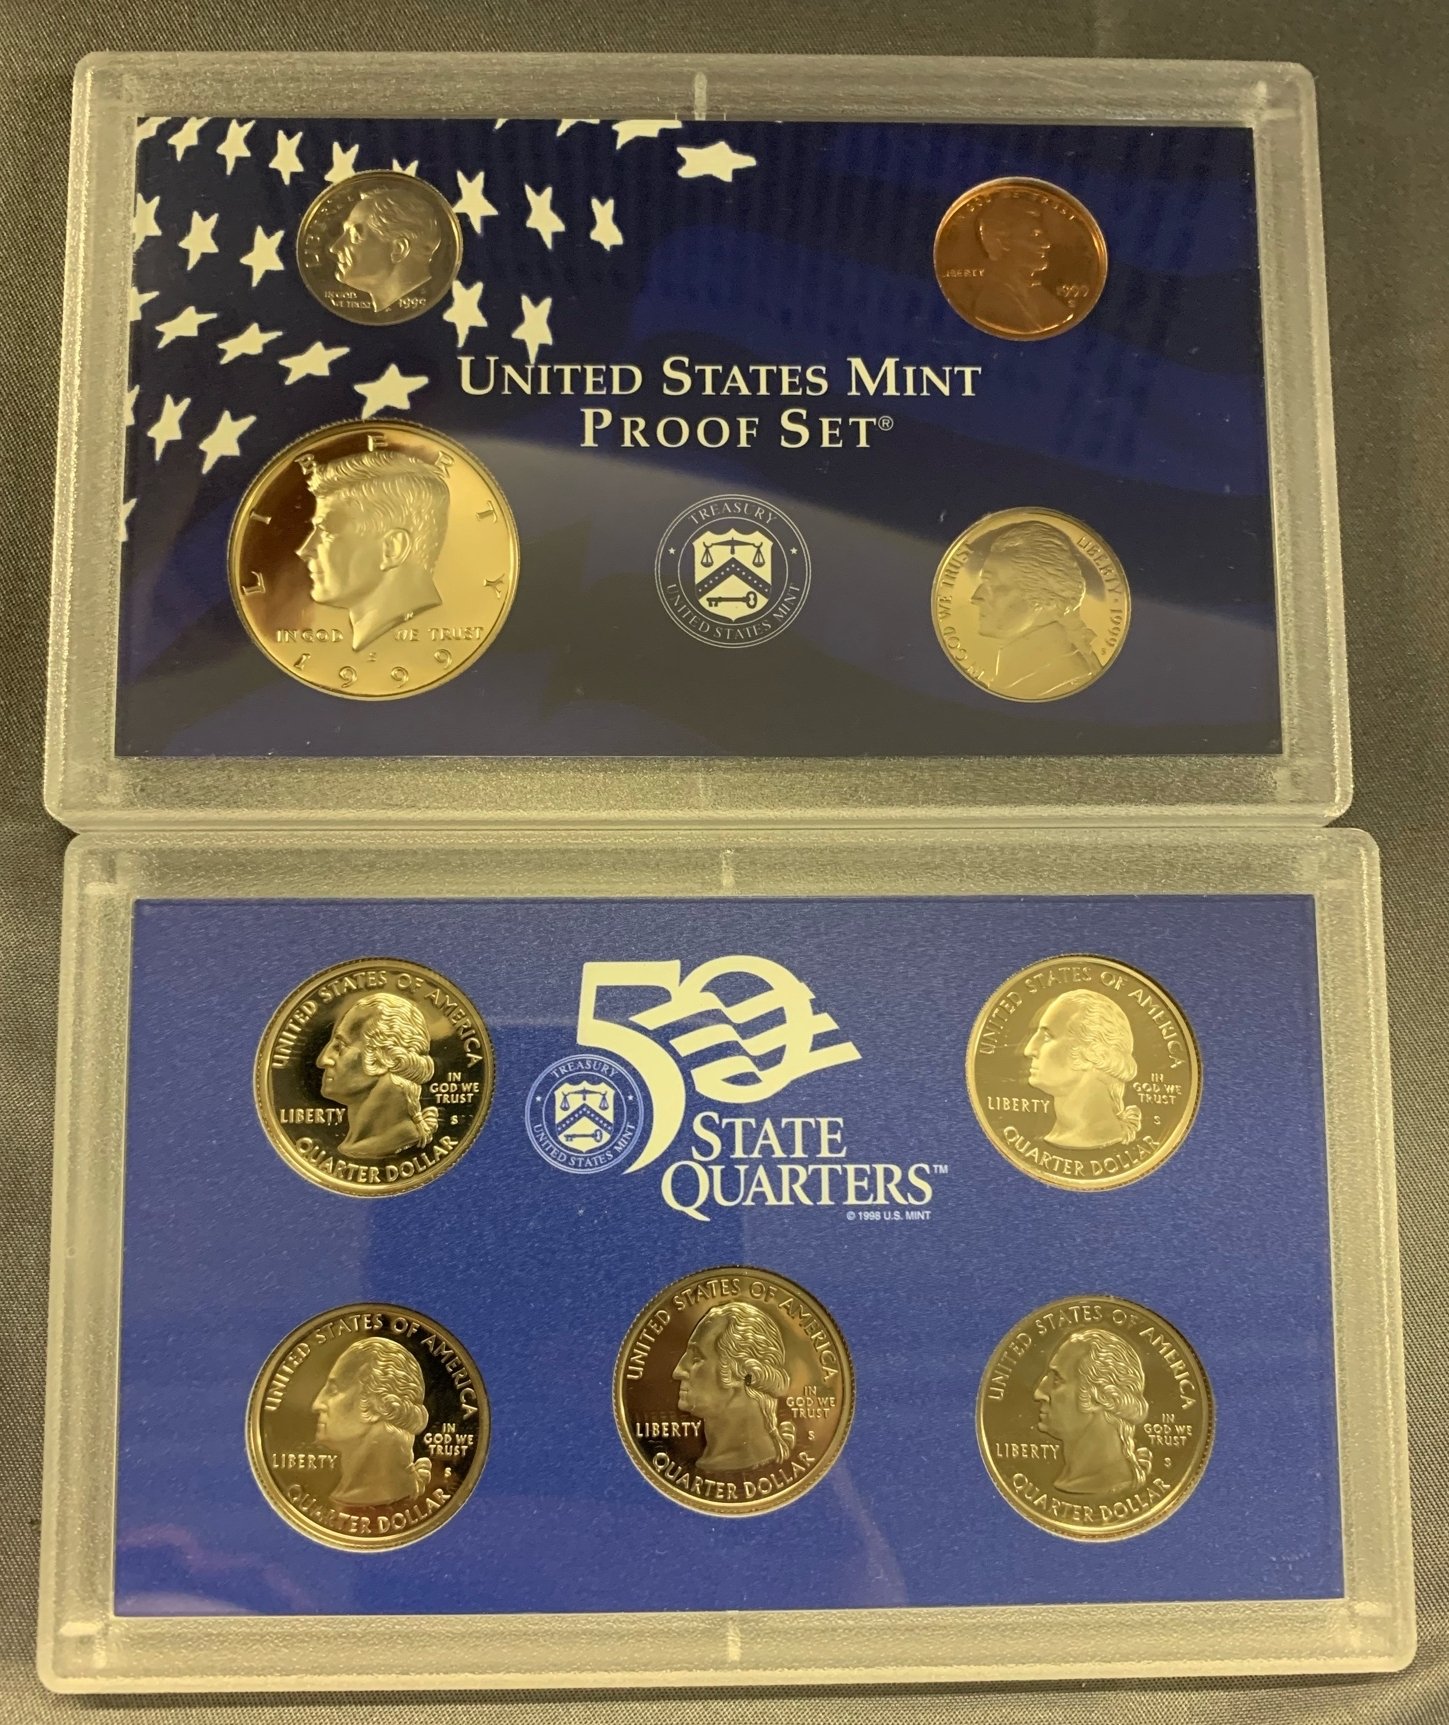 LIBERTY
IN GOD
WE TRUST
1999
LIBERTY
1999
S
UNITED STATES MINT
PROOF SET®
LIBERTY
IN GOD WE TRUST
1999
TREASURY
UNITED STATES MINT
IN GOD WE TRUST
LIBERTY · 1999
UNITED STATES OF AMERICA
IN
GOD WE
TRUST
LIBERTY
S
QUARTER DOLLAR
50
TREASURY
UNITED STATES MINT
STATE
QUARTERS™
© 1998 U.S. MINT
UNITED STATES OF AMERICA
IN
GOD WE
TRUST
LIBERTY
S
QUARTER DOLLAR
UNITED STATES OF AMERICA
IN
GOD WE
TRUST
LIBERTY
S
QUARTER DOLLAR
UNITED STATES OF AMERICA
IN
GOD WE
TRUST
LIBERTY
S
QUARTER DOLLAR
UNITED STATES OF AMERICA
IN
GOD WE
TRUST
LIBERTY
S
QUARTER DOLLAR